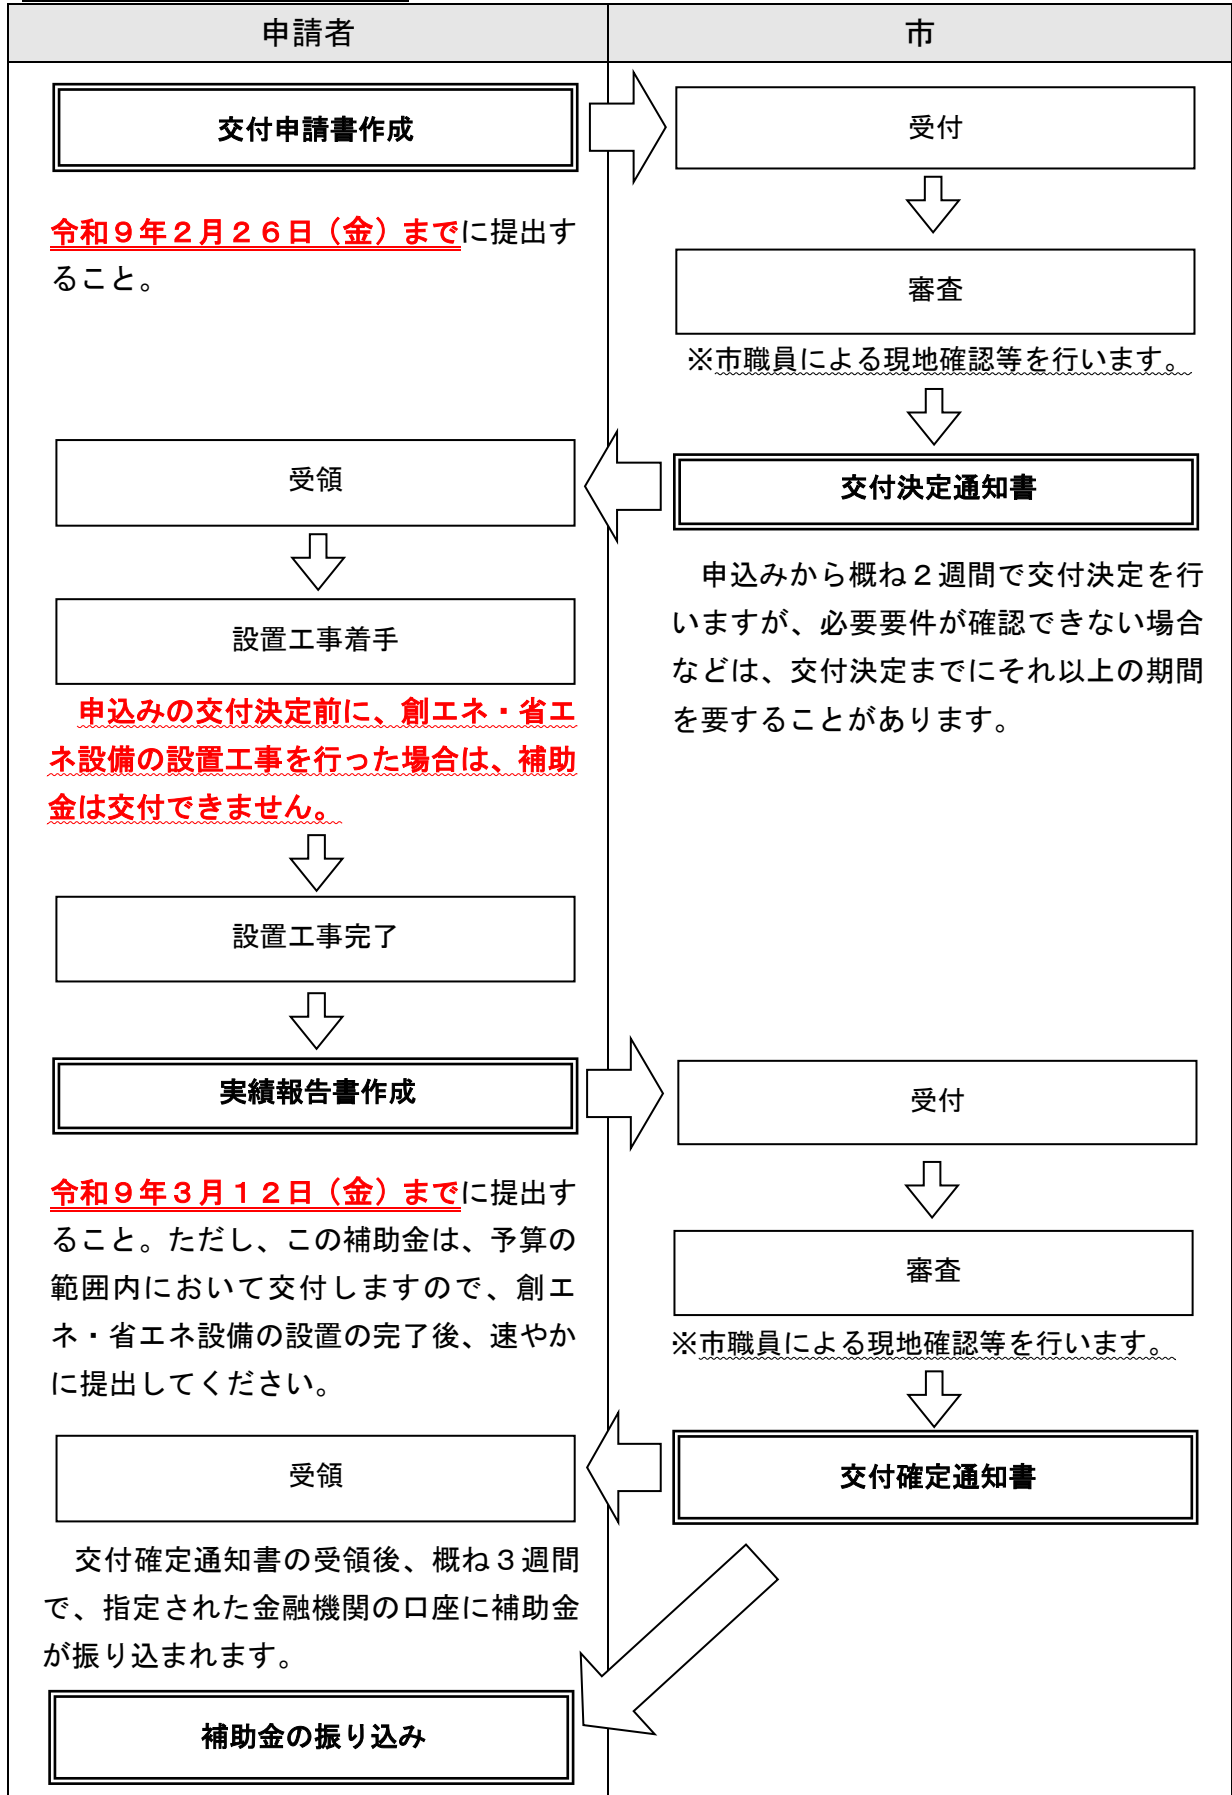 申請者
市
交付申請書作成
受付
令和９年２月２６日（金）までに提出す
ること。
審査
※市職員による現地確認等を行います。
受領
交付決定通知書
申込みから概ね２週間で交付決定を行
いますが、必要要件が確認できない場合
などは、交付決定までにそれ以上の期間
を要することがあります。
設置工事着手
申込みの交付決定前に、創エネ・省エ
ネ設備の設置工事を行った場合は、補助
金は交付できません。
設置工事完了
実績報告書作成
受付
令和９年３月１２日（金）までに提出す
ること。ただし、この補助金は、予算の
範囲内において交付しますので、創エ
ネ・省エネ設備の設置の完了後、速やか
に提出してください。
審査
※市職員による現地確認等を行います。
受領
交付確定通知書
交付確定通知書の受領後、概ね３週間
で、指定された金融機関の口座に補助金
が振り込まれます。
補助金の振り込み